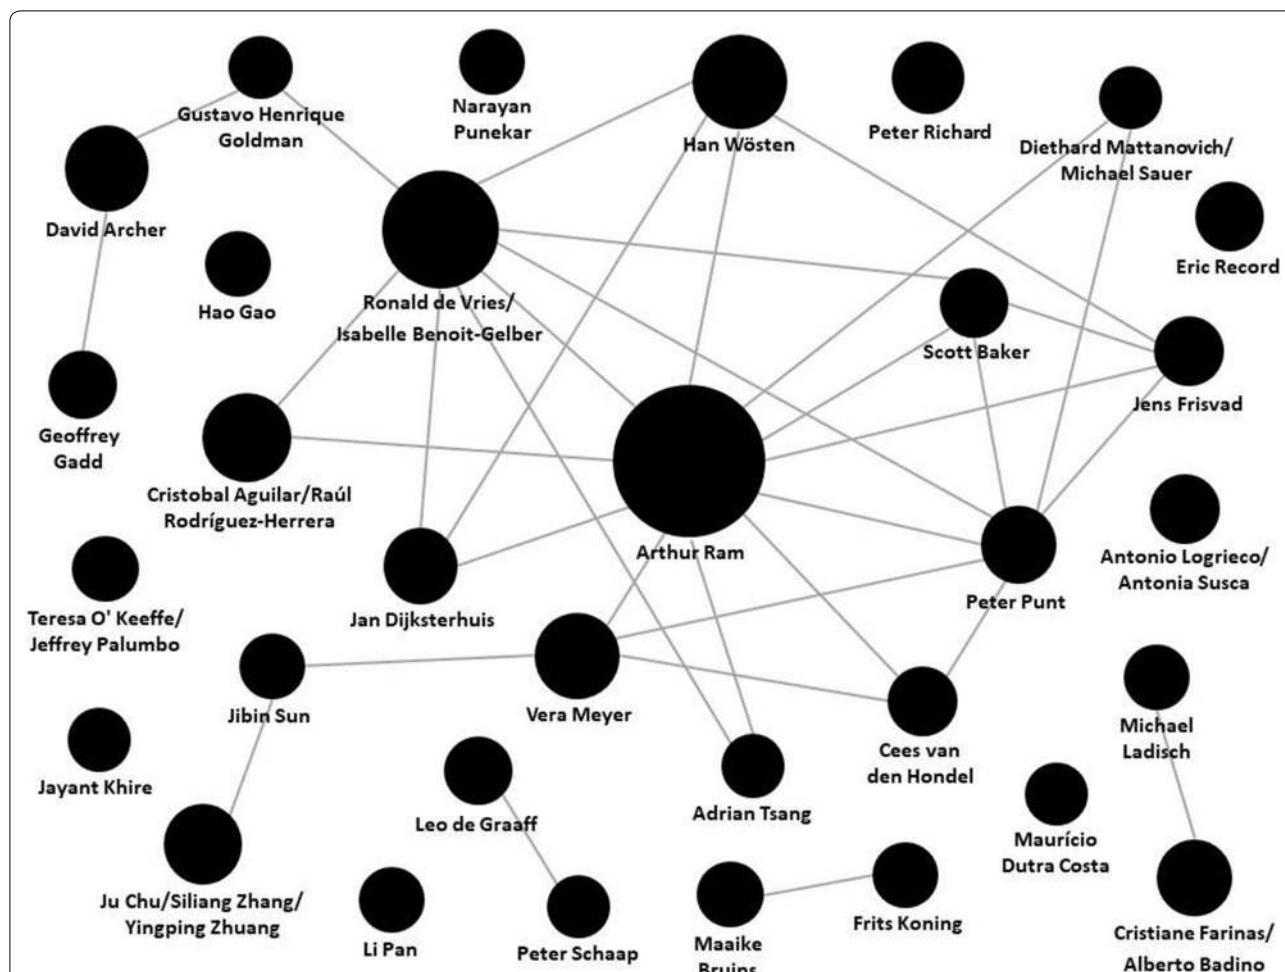 Gustavo Henrique
Goldman
Narayan
Punekar
Han Wösten
Peter Richard
Diethard Mattanovich/
Michael Sauer
David Archer
Eric Record
Hao Gao
Ronald de Vries/
Isabelle Benoit-Gelber
Scott Baker
Jens Frisvad
Geoffrey
Gadd
Cristobal Aguilar/Raúl
Rodríguez-Herrera
Arthur Ram
Antonio Logrieco/
Antonia Susca
Teresa O' Keeffe/
Jeffrey Palumbo
Jan Dijksterhuis
Peter Punt
Jibin Sun
Vera Meyer
Cees van
den Hondel
Michael
Ladisch
Jayant Khire
Leo de Graaff
Adrian Tsang
Maurício
Dutra Costa
Ju Chu/Siliang Zhang/
Yingping Zhuang
Li Pan
Peter Schaap
Maaike
Bruins
Frits Koning
Cristiane Farinas/
Alberto Badino